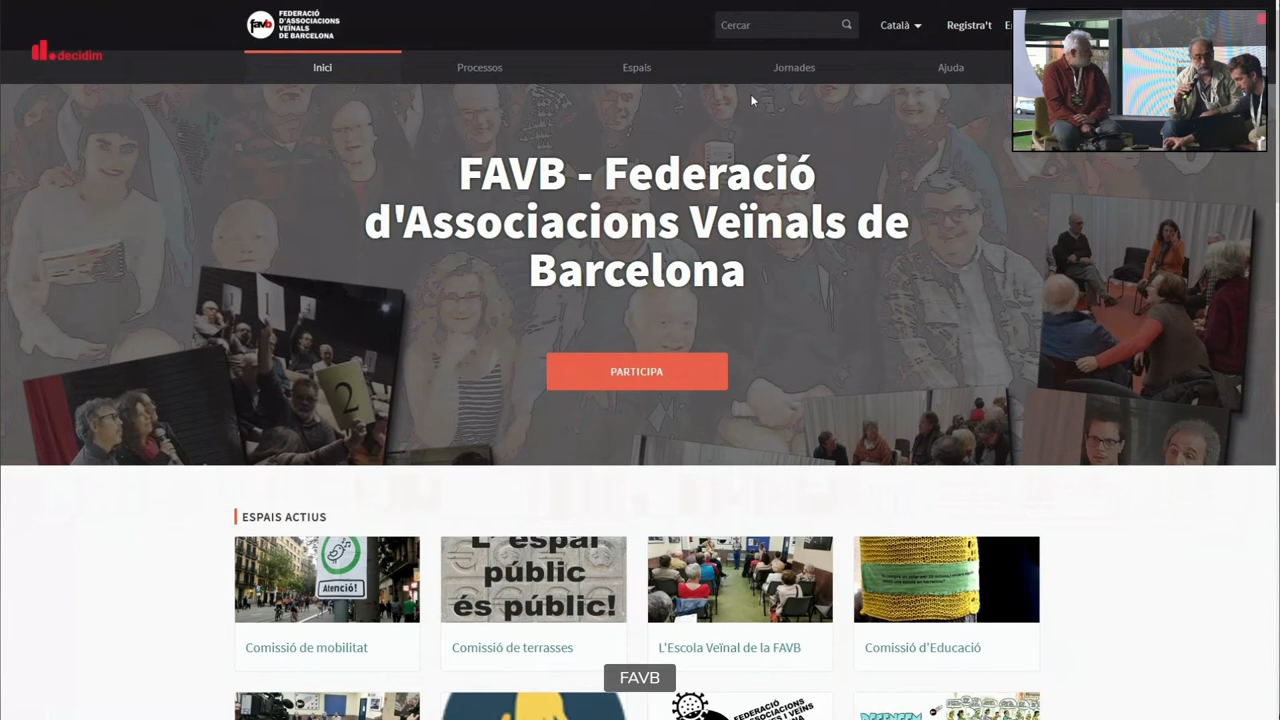 favb
FEDERACIÓ
D'ASSOCIACIONS
VEÏNALS
DE BARCELONA
Cercar
Català
Registra't
decidim
Inici
Processos
Espais
Jornades
Ajuda
FAVB - Federació
d'Associacions Veïnals de
Barcelona
2
PARTICIPA
ESPAIS ACTIUS
Atenció!
L'espai
públic
és públic!
Comissió de mobilitat
Comissió de terrasses
L'Escola Veïnal de la FAVB
Comissió d'Educació
FAVB